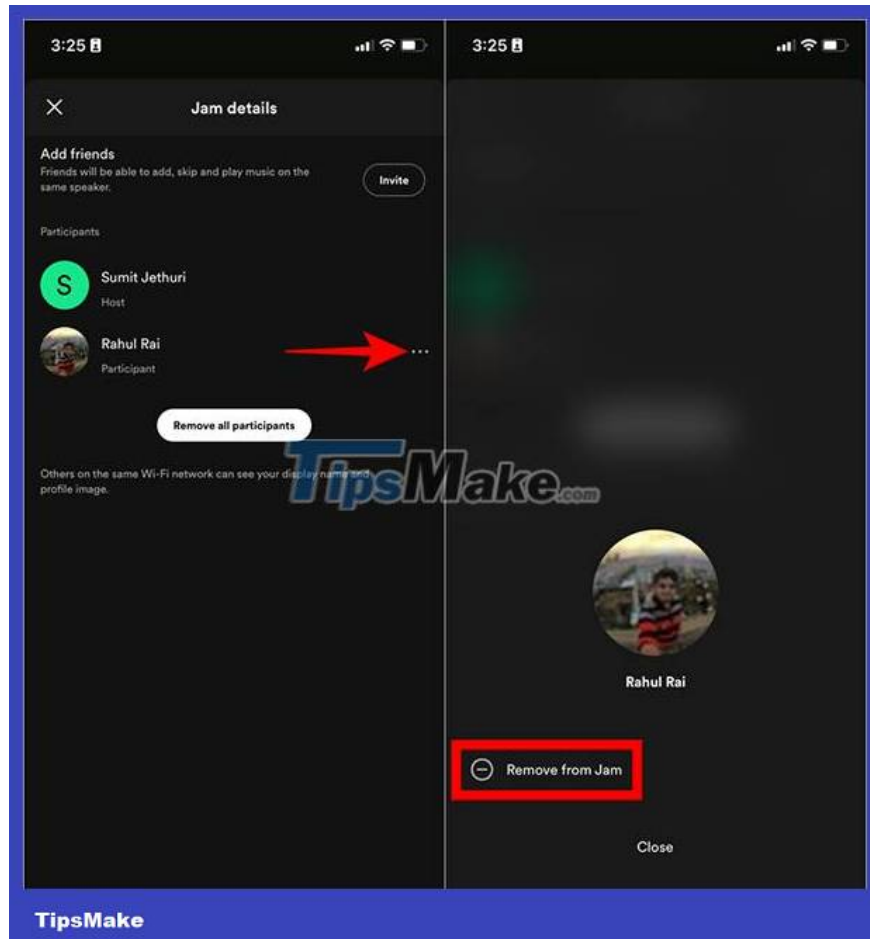 3:25
Jam details
Add friends
Friends will be able to add, skip and play music on the
same speaker.
Invite
Participants
S
Sumit Jethuri
Host
Rahul Rai
Participant
Remove all participants
Others on the same Wi-Fi network can see your display name and
profile image.
3:25
Rahul Rai
Remove from Jam
Close
TipsMake.com
TipsMake